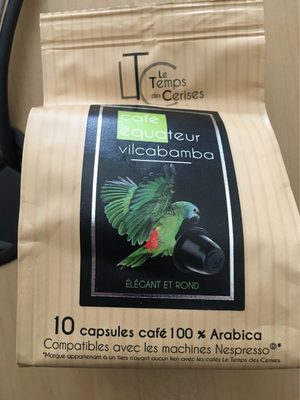 LTC
Le
Temps
des Cerises
café
équateur
vilcabamba
ÉLÉGANT ET ROND
10 capsules café 100 % Arabica
Compatibles avec les machines Nespresso®*
*Marque appartenant à un tiers n'ayant aucun lien avec les cafés Le Temps Des Cerises.